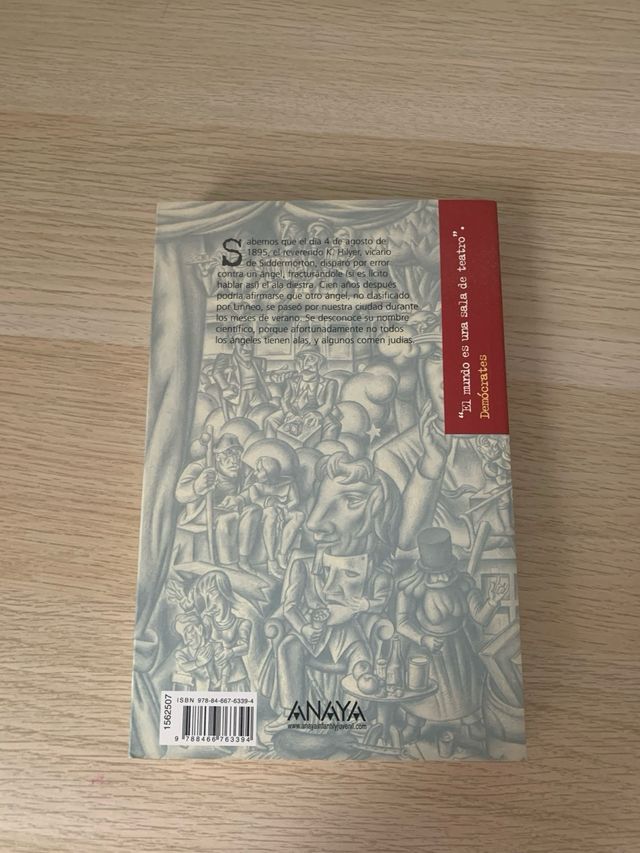 Sabemos que el día 4 de agosto de
1895, el reverendo K. Hilyer, vicario
de Siddermorton, disparó por error
contra un ángel, fracturándole (si es lícito
hablar así) el ala diestra. Cien años después
podría afirmarse que otro ángel, no clasificado
por Linneo, se paseó por nuestra ciudad durante
los meses de verano. Se desconoce su nombre
científico, porque afortunadamente no todos
los ángeles tienen alas, y algunos comen judías.
"El mundo es una sala de teatro".
Demócrates
1562507
ISBN 978-84-667-6339-4
9 788466 763394
ANAYA
www.anayainfantilyjuvenil.com